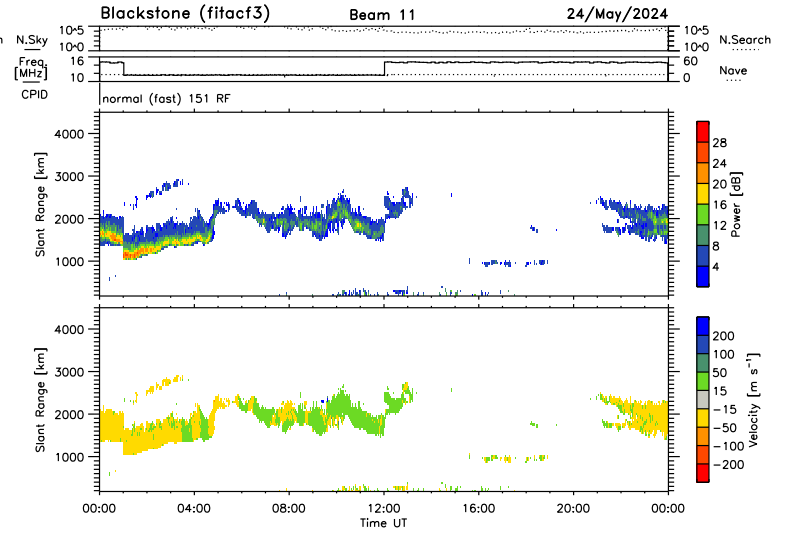 Blackstone (fitacf3) Beam 11 24/May/2024
N.Sky 10^5 10^0 10^5 10^0 N.Search
Freq. [MHz] 16 10 60 0 Nave
CPID normal (fast) 151 RF
Slant Range [km]
4000
3000
2000
1000
28
24
20
16
12
8
4
Power [dB]
Slant Range [km]
4000
3000
2000
1000
200
100
50
15
-15
-50
-100
-200
Velocity [m s⁻¹]
00:00 04:00 08:00 12:00 16:00 20:00 00:00
Time UT